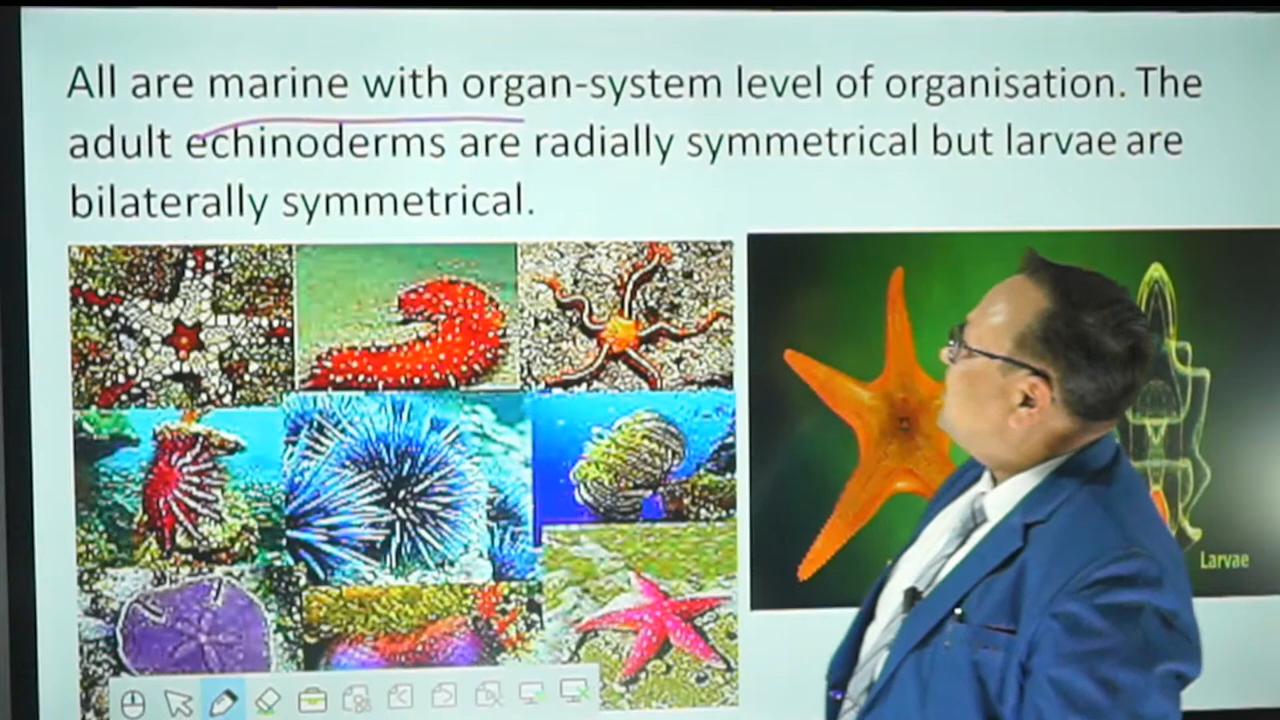 All are marine with organ-system level of organisation. The
adult echinoderms are radially symmetrical but larvae are
bilaterally symmetrical.
Larvae